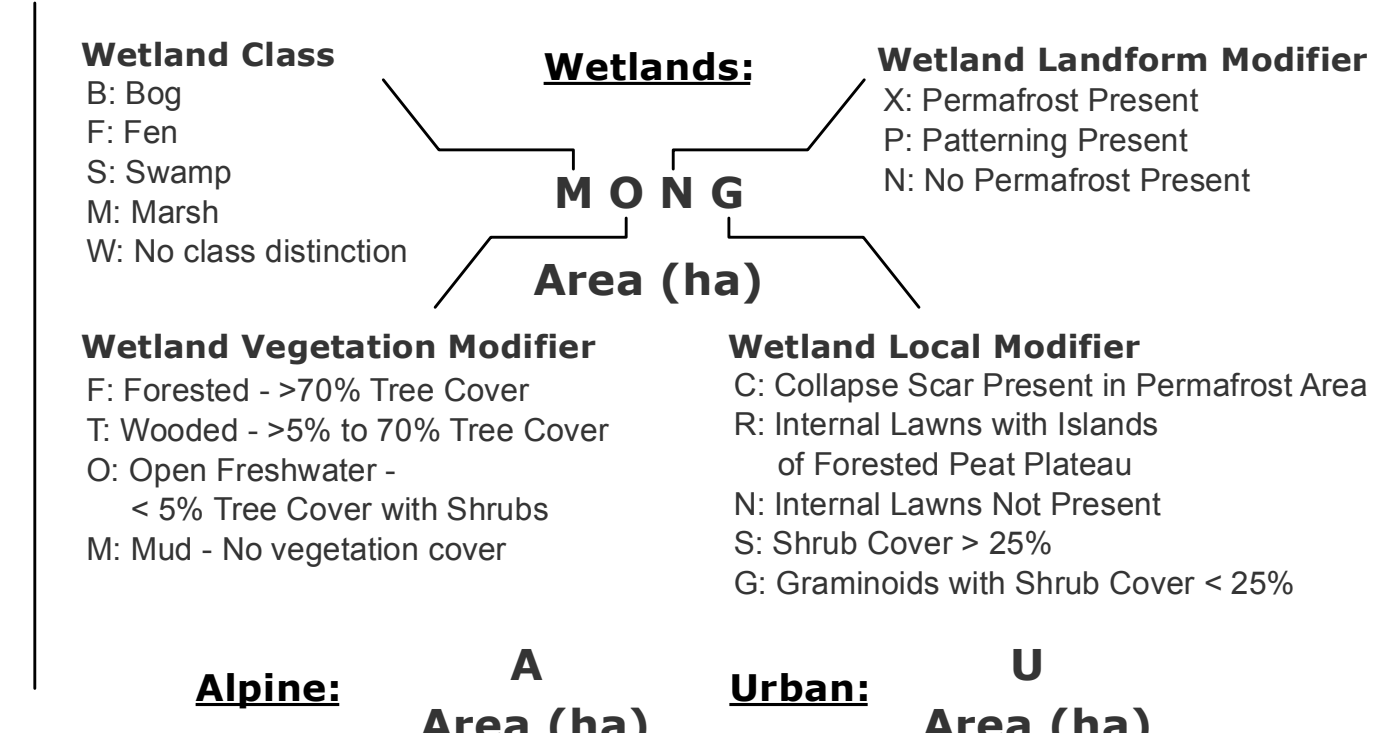 Wetlands:
Wetland Class
B: Bog
F: Fen
S: Swamp
M: Marsh
W: No class distinction
Wetland Landform Modifier
X: Permafrost Present
P: Patterning Present
N: No Permafrost Present
M O N G
Area (ha)
Wetland Vegetation Modifier
F: Forested - >70% Tree Cover
T: Wooded - >5% to 70% Tree Cover
O: Open Freshwater -
< 5% Tree Cover with Shrubs
M: Mud - No vegetation cover
Wetland Local Modifier
C: Collapse Scar Present in Permafrost Area
R: Internal Lawns with Islands
of Forested Peat Plateau
N: Internal Lawns Not Present
S: Shrub Cover > 25%
G: Graminoids with Shrub Cover < 25%
Alpine:
A
Area (ha)
Urban:
U
Area (ha)